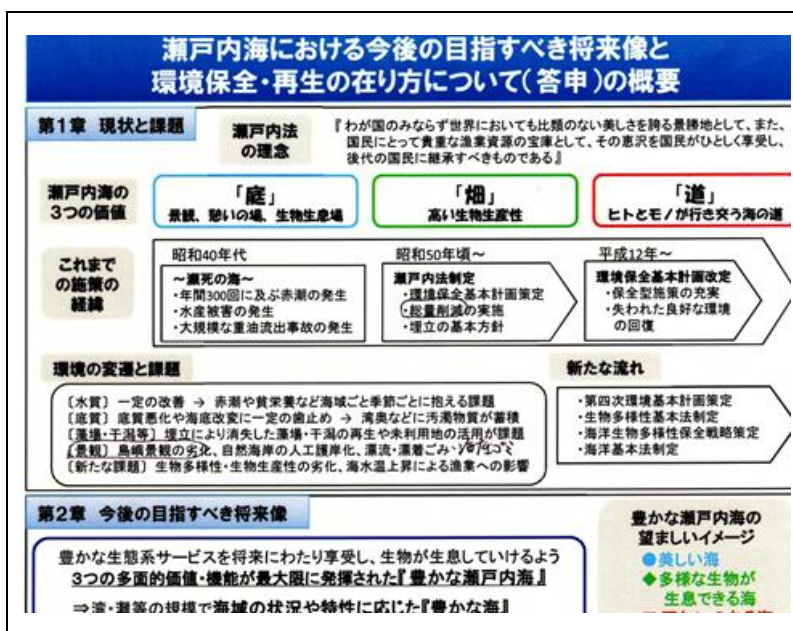 瀬戸内海における今後の目指すべき将来像と
環境保全・再生の在り方について(答申)の概要
第1章 現状と課題
瀬戸内法
の理念
『わが国のみならず世界においても比類のない美しさを誇る景勝地として、また、
国民にとって貴重な漁業資源の宝庫として、その恵沢を国民がひとしく享受し、
後代の国民に継承すべきものである』
瀬戸内海の
3つの価値
「庭」
景観、憩いの場、生物生息場
「畑」
高い生物生産性
「道」
ヒトとモノが行き交う海の道
これまで
の施策の
経緯
昭和40年代
～瀕死の海～
・年間300回に及ぶ赤潮の発生
・水産被害の発生
・大規模な重油流出事故の発生
昭和50年頃～
瀬戸内法制定
・環境保全基本計画策定
・総量削減の実施
・埋立の基本方針
平成12年～
環境保全基本計画改定
・保全型施策の充実
・失われた良好な環境
の回復
環境の変遷と課題
〔水質〕 一定の改善 → 赤潮や貧栄養など海域ごと季節ごとに抱える課題
〔底質〕 底質悪化や海底改変に一定の歯止め → 湾奥などに汚濁物質が蓄積
〔藻場・干潟等〕 埋立により消失した藻場・干潟の再生や未利用地の活用が課題
〔景観〕 島嶼景観の劣化、自然海岸の人工護岸化、漂流・漂着ごみ・海底ゴミ
〔新たな課題〕 生物多様性・生物生産性の劣化、海水温上昇による漁業への影響
新たな流れ
・第四次環境基本計画策定
・生物多様性基本法制定
・海洋生物多様性保全戦略策定
・海洋基本法制定
第2章 今後の目指すべき将来像
豊かな生態系サービスを将来にわたり享受し、生物が生息していけるよう
3つの多面的価値・機能が最大限に発揮された『豊かな瀬戸内海』
⇒湾・灘等の規模で海域の状況や特性に応じた『豊かな海』
豊かな瀬戸内海の
望ましいイメージ
●美しい海
◆多様な生物が
生息できる海